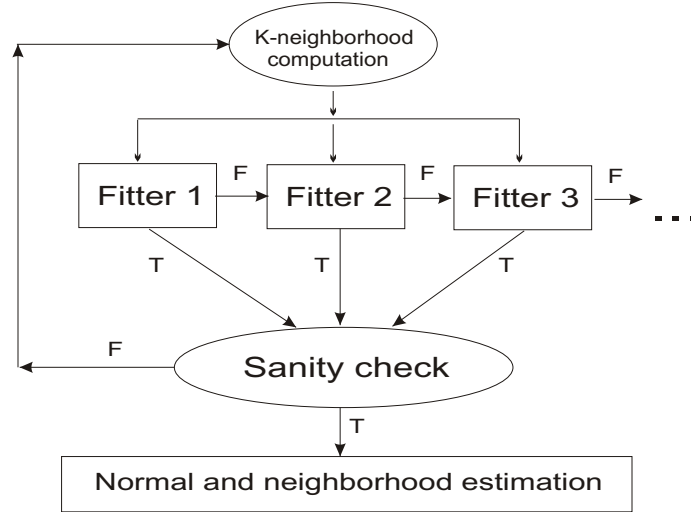 K-neighborhood
computation
F
F
F
Fitter 1
Fitter 2
Fitter 3
T
T
T
F
Sanity check
T
Normal and neighborhood estimation